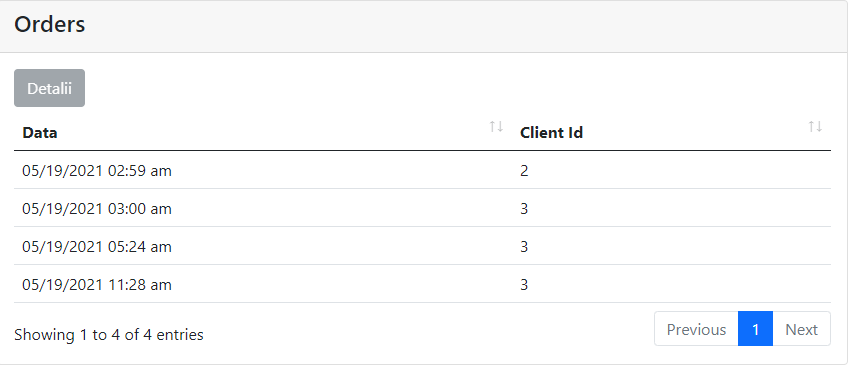 Orders
Detalii
Data Client Id
05/19/2021 02:59 am 2
05/19/2021 03:00 am 3
05/19/2021 05:24 am 3
05/19/2021 11:28 am 3
Showing 1 to 4 of 4 entries Previous 1 Next